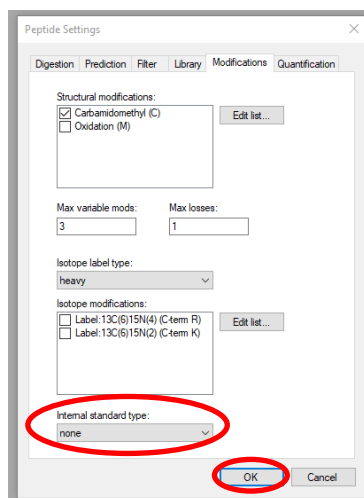 Peptide Settings
Digestion Prediction Filter Library Modifications Quantification
Structural modifications:
Carbamidomethyl (C)
Oxidation (M)
Edit list...
Max variable mods: Max losses:
3 1
Isotope label type:
heavy
Isotope modifications:
Label:13C(6)15N(4) (C-term R)
Label:13C(6)15N(2) (C-term K)
Edit list...
Internal standard type:
none
OK Cancel